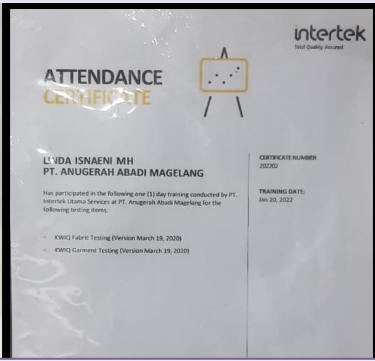 intertek
Total Quality. Assured.
ATTENDANCE
CERTIFICATE
LINDA ISNAENI MH
PT. ANUGERAH ABADI MAGELANG
Has participated in the following one (1) day training conducted by PT.
Intertek Utama Services at PT. Anugerah Abadi Magelang for the
following testing items:
- KWIQ Fabric Testing (Version March 19, 2020)
- KWIQ Garment Testing (Version March 19, 2020)
CERTIFICATE NUMBER
202202
TRAINING DATE:
Jan 20, 2022